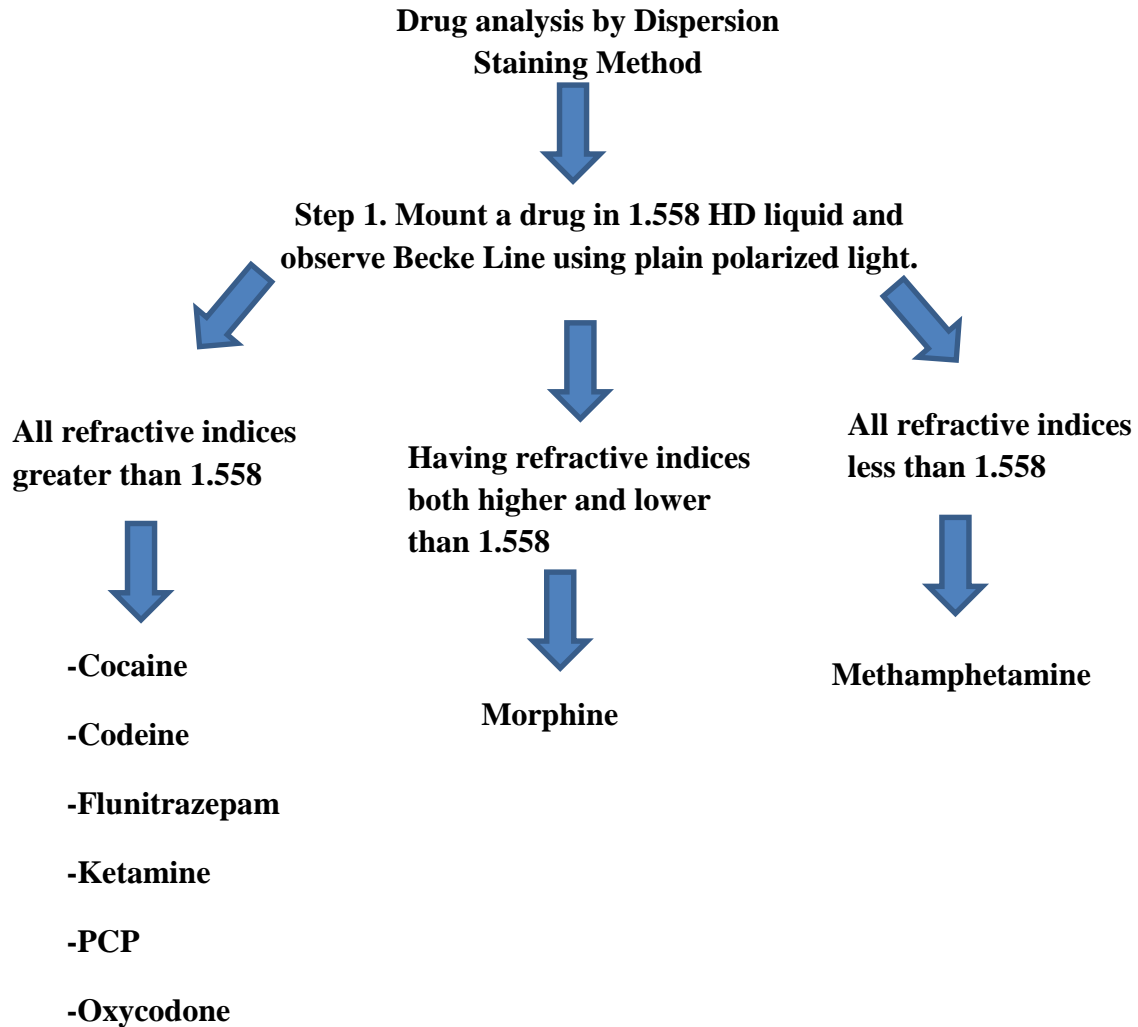 Drug analysis by Dispersion
Staining Method
Step 1. Mount a drug in 1.558 HD liquid and
observe Becke Line using plain polarized light.
All refractive indices
greater than 1.558
-Cocaine
-Codeine
-Flunitrazepam
-Ketamine
-PCP
-Oxycodone
Having refractive indices
both higher and lower
than 1.558
Morphine
All refractive indices
less than 1.558
Methamphetamine